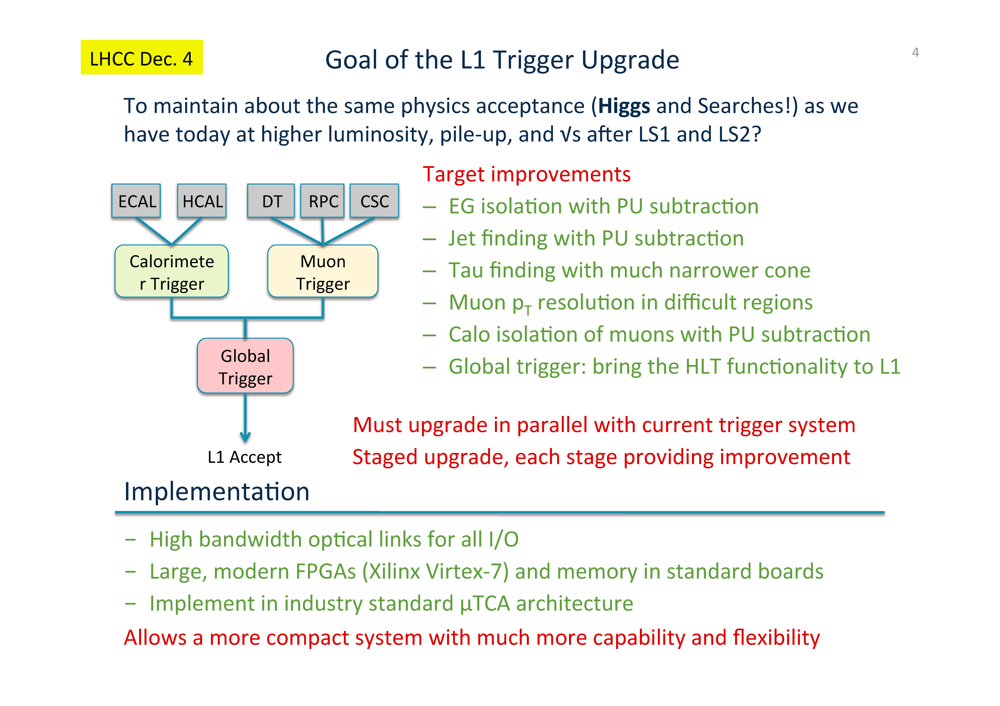 LHCC Dec. 4
Goal of the L1 Trigger Upgrade
4
To maintain about the same physics acceptance (Higgs and Searches!) as we
have today at higher luminosity, pile-up, and √s after LS1 and LS2?
ECAL
HCAL
DT
RPC
CSC
Calorimete
r Trigger
Muon
Trigger
Global
Trigger
L1 Accept
Target improvements
– EG isolation with PU subtraction
– Jet finding with PU subtraction
– Tau finding with much narrower cone
– Muon pT resolution in difficult regions
– Calo isolation of muons with PU subtraction
– Global trigger: bring the HLT functionality to L1
Must upgrade in parallel with current trigger system
Staged upgrade, each stage providing improvement
Implementation
– High bandwidth optical links for all I/O
– Large, modern FPGAs (Xilinx Virtex-7) and memory in standard boards
– Implement in industry standard µTCA architecture
Allows a more compact system with much more capability and flexibility